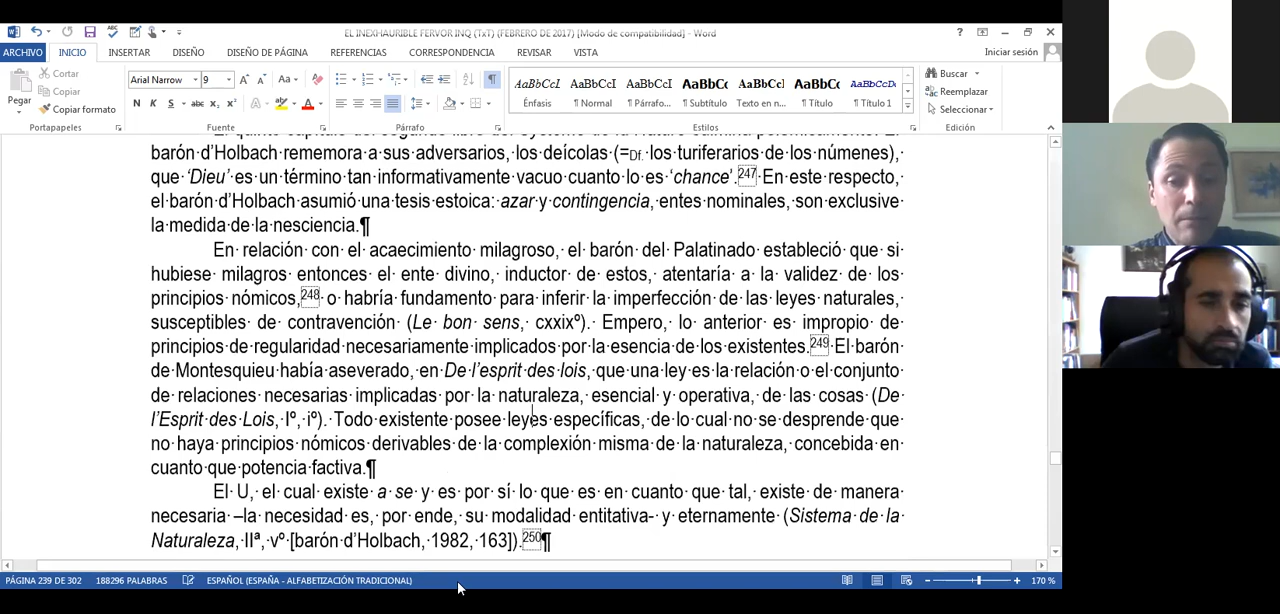 EL INEXHAURIBLE FERVOR INQ (TxT) (FEBRERO DE 2017) [Modo de compatibilidad] - Word
ARCHIVO INICIO INSERTAR DISEÑO DISEÑO DE PÁGINA REFERENCIAS CORRESPONDENCIA REVISAR VISTA Iniciar sesión
Pegar
Cortar
Copiar
Copiar formato
Portapapeles
Arial Narrow 9
N K S abc X₂ X²
Fuente
Párrafo
AaBbCcI AaBbCcI AaBbCcI AaBbCcI AaBbCcI AaBbCcI AaBbCcDc
Énfasis ¶ Normal ¶ Párrafo... ¶ Subtítulo Texto en n... ¶ Título ¶ Título 1
Estilos
Buscar
Reemplazar
Seleccionar
Edición
barón d'Holbach rememora a sus adversarios, los deícolas (=Df. los turiferarios de los númenes),
que 'Dieu' es un término tan informativamente vacuo cuanto lo es 'chance'.247 En este respecto,
el barón d'Holbach asumió una tesis estoica: azar y contingencia, entes nominales, son exclusive
la medida de la nesciencia.¶
En relación con el acaecimiento milagroso, el barón del Palatinado estableció que si
hubiese milagros entonces el ente divino, inductor de estos, atentaría a la validez de los
principios nómicos,248 o habría fundamento para inferir la imperfección de las leyes naturales,
susceptibles de contravención (Le bon sens, cxxixº). Empero, lo anterior es impropio de
principios de regularidad necesariamente implicados por la esencia de los existentes.249 El barón
de Montesquieu había aseverado, en De l'esprit des lois, que una ley es la relación o el conjunto
de relaciones necesarias implicadas por la naturaleza, esencial y operativa, de las cosas (De
l'Esprit des Lois, Iº, iº). Todo existente posee leyes específicas, de lo cual no se desprende que
no haya principios nómicos derivables de la complexión misma de la naturaleza, concebida en
cuanto que potencia factiva.¶
El U, el cual existe a se y es por sí lo que es en cuanto que tal, existe de manera
necesaria –la necesidad es, por ende, su modalidad entitativa- y eternamente (Sistema de la
Naturaleza, IIª, vº [barón d'Holbach, 1982, 163]).250¶
PÁGINA 239 DE 302 188296 PALABRAS ESPAÑOL (ESPAÑA - ALFABETIZACIÓN TRADICIONAL) 170 %